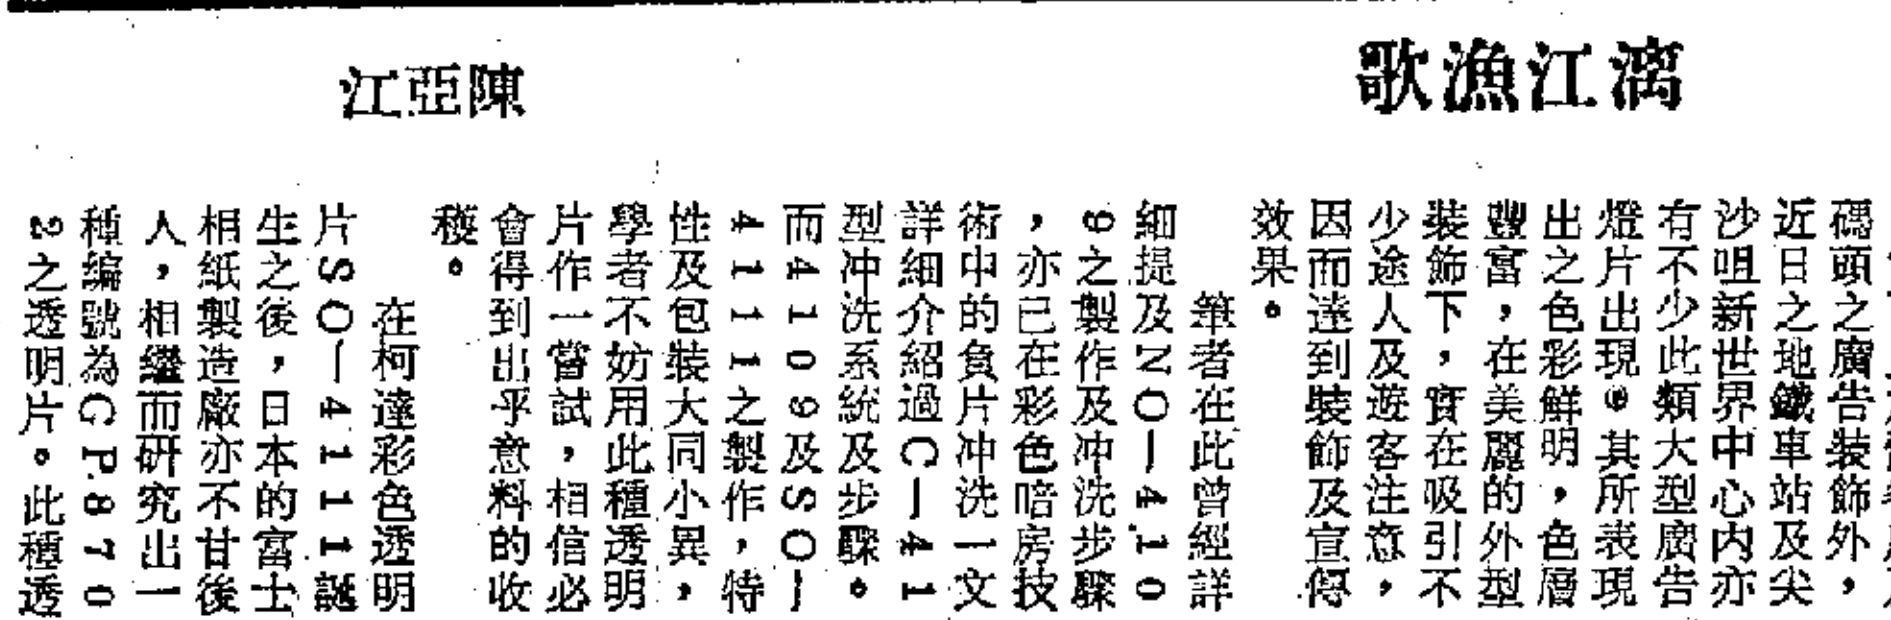 漓江漁歌
陳亞江
碼頭之廣告裝飾外，
近日之地鐵車站及尖
沙咀新世界中心內亦
有不少此類大型廣告
燈片出現。其所表現
出之色彩鮮明，色層
豐富，在美麗的外型
裝飾下，實在吸引不
少途人及遊客注意，
因而達到裝飾及宣傳
效果。
筆者在此曾經詳
細提及NO—410
9之製作及冲洗步驟
，亦已在彩色暗房技
術中的負片冲洗一文
詳細介紹過C—41
型冲洗系統及步驟。
而4109及SO—
4111之製作，特
性及包裝大同小異，
學者不妨用此種透明
片作一嘗試，相信必
會得到出乎意料的收
穫。
在柯達彩色透明
片SO—4111誕
生之後，日本的富士
相紙製造廠亦不甘後
人，相繼而研究出一
種編號為GP.870
2之透明片。此種透